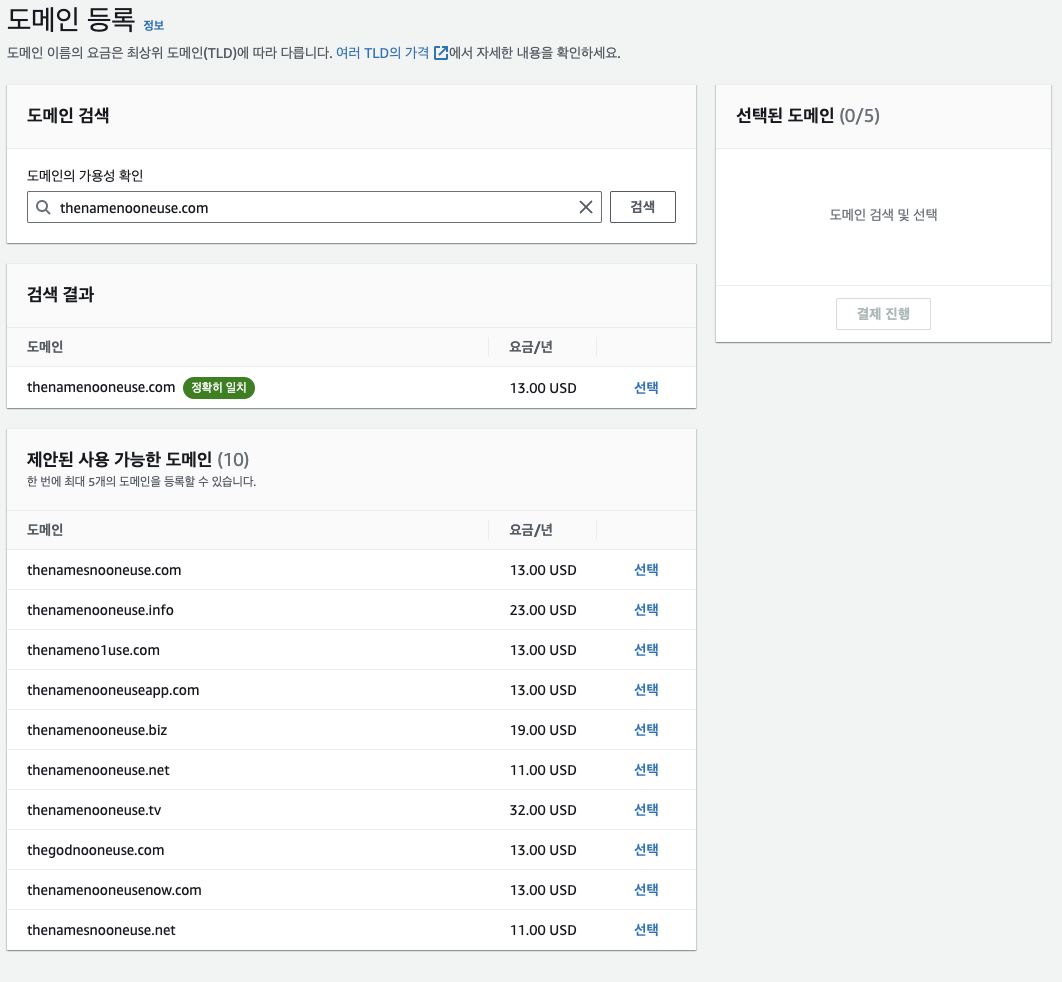 도메인 등록 정보
도메인 이름의 요금은 최상위 도메인(TLD)에 따라 다릅니다. 여러 TLD의 가격 에서 자세한 내용을 확인하세요.
도메인 검색
도메인의 가용성 확인
thenamenooneuse.com 검색
검색 결과
도메인 요금/년
thenamenooneuse.com 정확히 일치 13.00 USD 선택
제안된 사용 가능한 도메인 (10)
한 번에 최대 5개의 도메인을 등록할 수 있습니다.
도메인 요금/년
thenamesnooneuse.com 13.00 USD 선택
thenamenooneuse.info 23.00 USD 선택
thenameno1use.com 13.00 USD 선택
thenamenooneuseapp.com 13.00 USD 선택
thenamenooneuse.biz 19.00 USD 선택
thenamenooneuse.net 11.00 USD 선택
thenamenooneuse.tv 32.00 USD 선택
thegodnooneuse.com 13.00 USD 선택
thenamenooneusenow.com 13.00 USD 선택
thenamesnooneuse.net 11.00 USD 선택
선택된 도메인 (0/5)
도메인 검색 및 선택
결제 진행